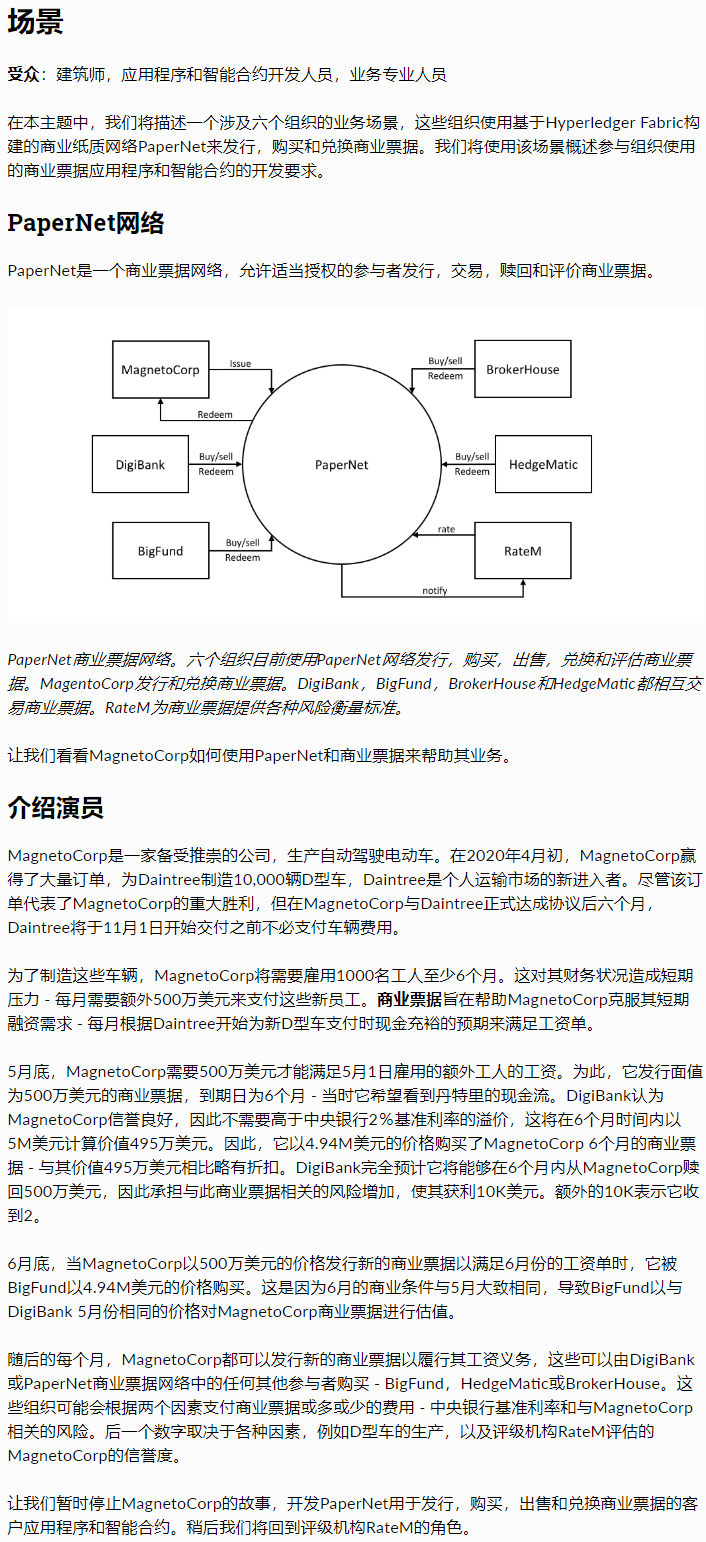 场景
受众：建筑师，应用程序和智能合约开发人员，业务专业人员
在本主题中，我们将描述一个涉及六个组织的业务场景，这些组织使用基于Hyperledger Fabric构
建的商业纸质网络PaperNet来发行，购买和兑换商业票据。我们将使用该场景概述参与组织使用
的商业票据应用程序和智能合约的开发要求。
PaperNet网络
PaperNet是一个商业票据网络，允许适当授权的参与者发行，交易，赎回和评价商业票据。
MagnetoCorp
Issue
Redeem
Buy/sell
Redeem
BrokerHouse
DigiBank
Buy/sell
Redeem
PaperNet
Buy/sell
Redeem
HedgeMatic
BigFund
Buy/sell
Redeem
rate
RateM
notify
PaperNet商业票据网络。六个组织目前使用PaperNet网络发行，购买，出售，兑换和评估商业票
据。MagentoCorp发行和兑换商业票据。DigiBank，BigFund，BrokerHouse和HedgeMatic都相互交
易商业票据。RateM为商业票据提供各种风险衡量标准。
让我们看看MagnetoCorp如何使用PaperNet和商业票据来帮助其业务。
介绍演员
MagnetoCorp是一家备受推崇的公司，生产自动驾驶电动车。在2020年4月初，MagnetoCorp赢
得了大量订单，为Daintree制造10,000辆D型车，Daintree是个人运输市场的新进入者。尽管该订
单代表了MagnetoCorp的重大胜利，但在MagnetoCorp与Daintree正式达成协议后六个月，
Daintree将于11月1日开始交付之前不必支付车辆费用。
为了制造这些车辆，MagnetoCorp将需要雇用1000名工人至少6个月。这对其财务状况造成短期
压力 - 每月需要额外500万美元来支付这些新员工。商业票据旨在帮助MagnetoCorp克服其短期
融资需求 - 每月根据Daintree开始为新D型车支付时现金充裕的预期来满足工资单。
5月底，MagnetoCorp需要500万美元才能满足5月1日雇用的额外工人的工资。为此，它发行面值
为500万美元的商业票据，到期日为6个月 - 当时它希望看到丹特里的现金流。DigiBank认为
MagnetoCorp信誉良好，因此不需要高于中央银行2％基准利率的溢价，这将在6个月时间内以
5M美元计算价值495万美元。因此，它以4.94M美元的价格购买了MagnetoCorp 6个月的商业票
据 - 与其价值495万美元相比略有折扣。DigiBank完全预计它将能够在6个月内从MagnetoCorp赎
回500万美元，因此承担与此商业票据相关的风险增加，使其获利10K美元。额外的10K表示它收
到2。
6月底，当MagnetoCorp以500万美元的价格发行新的商业票据以满足6月份的工资单时，它被
BigFund以4.94M美元的价格购买。这是因为6月的商业条件与5月大致相同，导致BigFund以与
DigiBank 5月份相同的价格对MagnetoCorp商业票据进行估值。
随后的每个月，MagnetoCorp都可以发行新的商业票据以履行其工资义务，这些可以由DigiBank
或PaperNet商业票据网络中的任何其他参与者购买 - BigFund，HedgeMatic或BrokerHouse。这
些组织可能会根据两个因素支付商业票据或多或少的费用 - 中央银行基准利率和与MagnetoCorp
相关的风险。后一个数字取决于各种因素，例如D型车的生产，以及评级机构RateM评估的
MagnetoCorp的信誉度。
让我们暂时停止MagnetoCorp的故事，开发PaperNet用于发行，购买，出售和兑换商业票据的客
户应用程序和智能合约。稍后我们将回到评级机构RateM的角色。